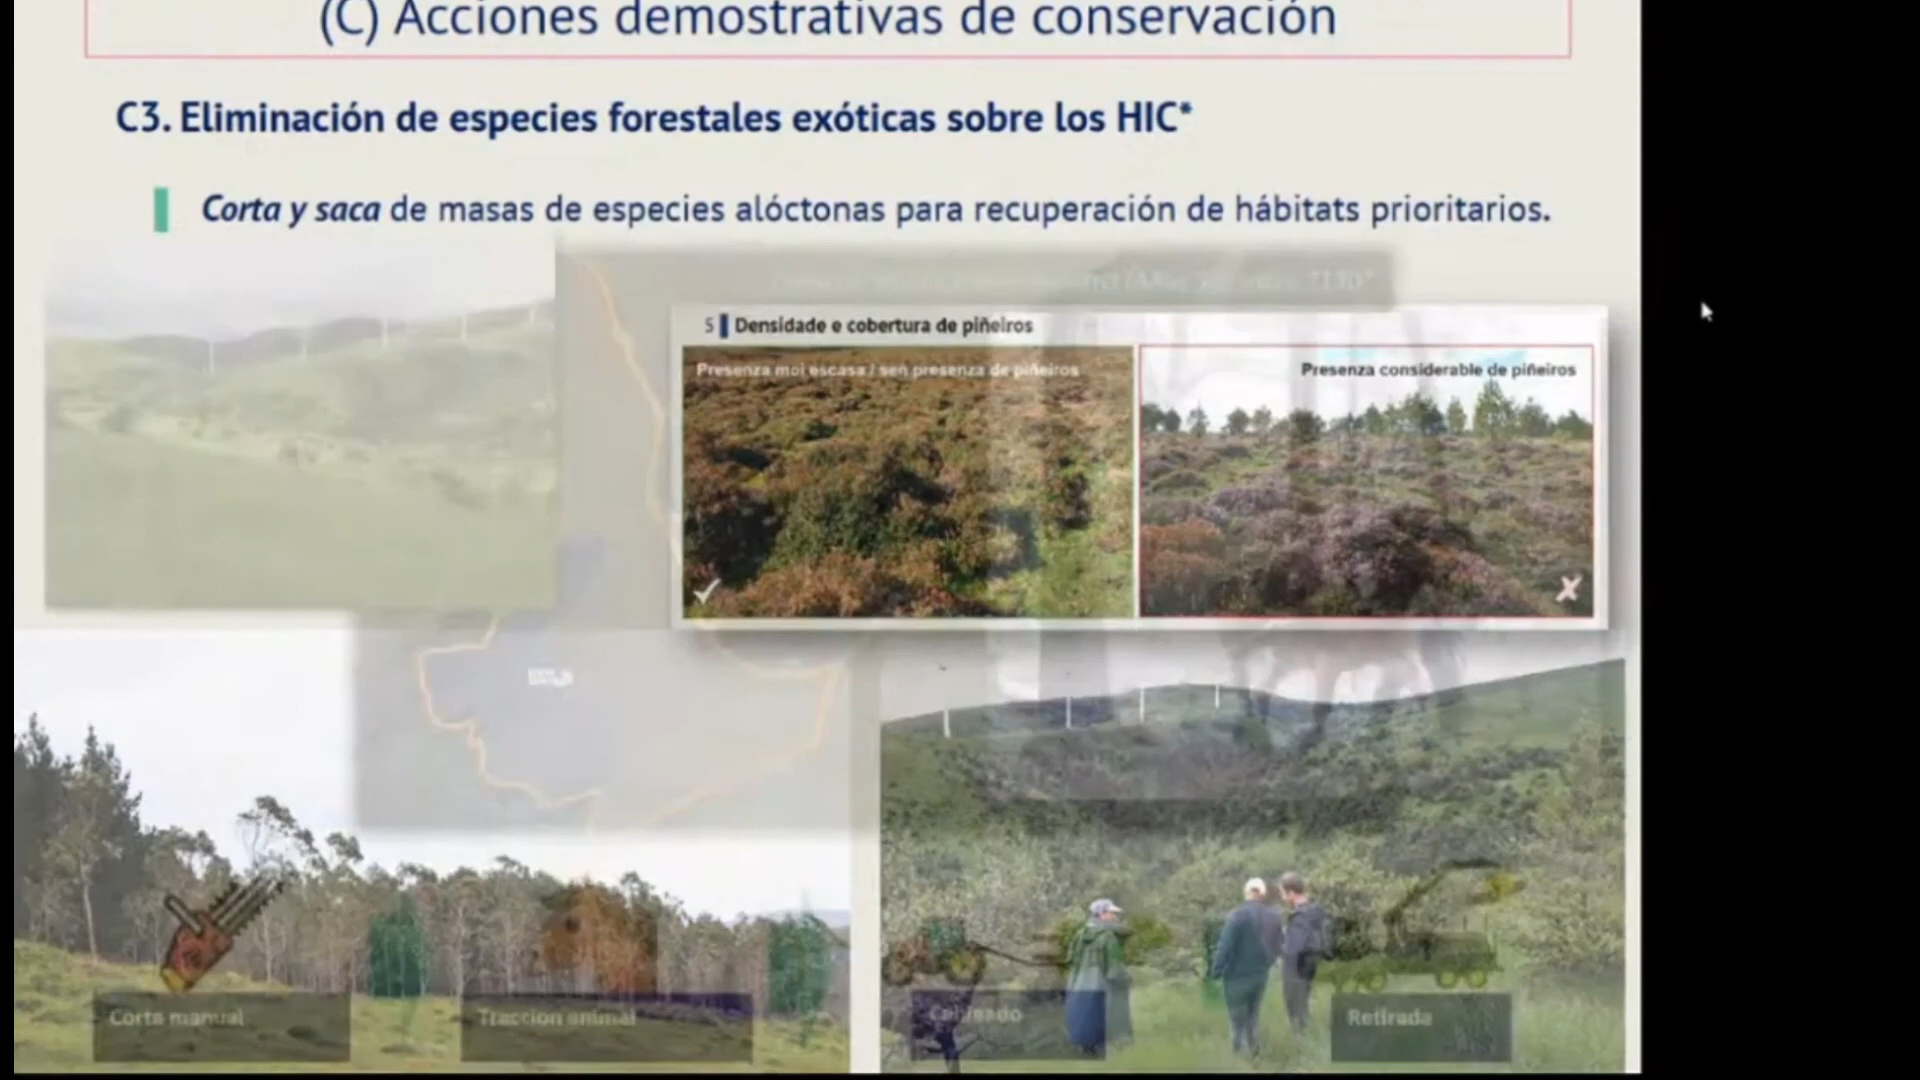 (C) Acciones demostrativas de conservación
C3. Eliminación de especies forestales exóticas sobre los HIC*
Corta y saca de masas de especies alóctonas para recuperación de hábitats prioritarios.
5 Densidade e cobertura de piñeiros
Presenza moi escasa / sen presenza de piñeiros
Presenza considerable de piñeiros
Corta manual
Traccion animal
Cableado
Retirada